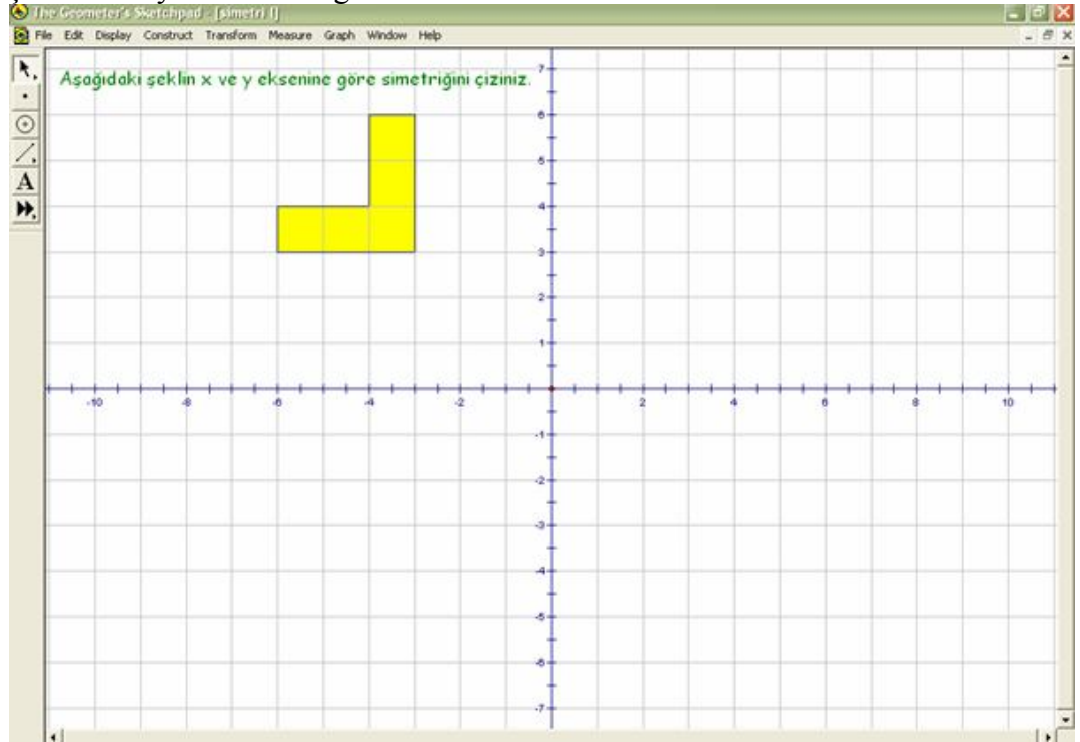 The Geometer's Sketchpad - [simetri I]
File Edit Display Construct Transform Measure Graph Window Help
Aşağıdaki şeklin x ve y eksenine göre simetriğini çiziniz.
A
7
6
5
4
3
2
1
-10 -8 -6 -4 -2 2 4 6 8 10
-1
-2
-3
-4
-5
-6
-7